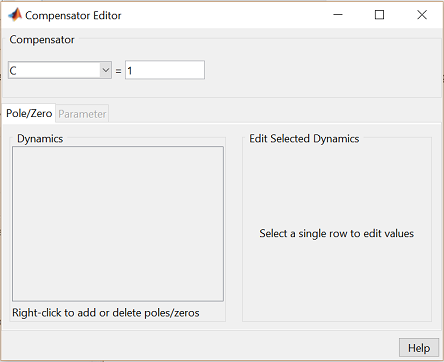 Compensator Editor
Compensator
C = 1
Pole/Zero Parameter
Dynamics
Edit Selected Dynamics
Select a single row to edit values
Right-click to add or delete poles/zeros
Help